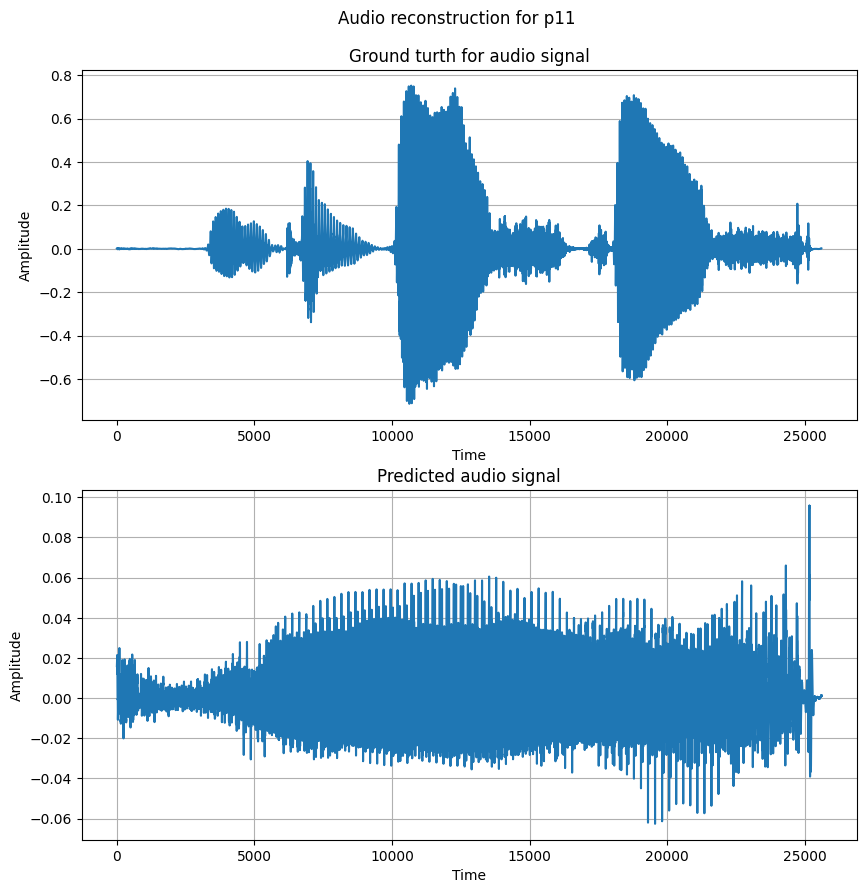 Audio reconstruction for p11
Ground turth for audio signal
0.8
0.6
0.4
0.2
0.0
−0.2
−0.4
−0.6
Amplitude
0 5000 10000 15000 20000 25000
Time
Predicted audio signal
0.10
0.08
0.06
0.04
0.02
0.00
−0.02
−0.04
−0.06
Amplitude
0 5000 10000 15000 20000 25000
Time